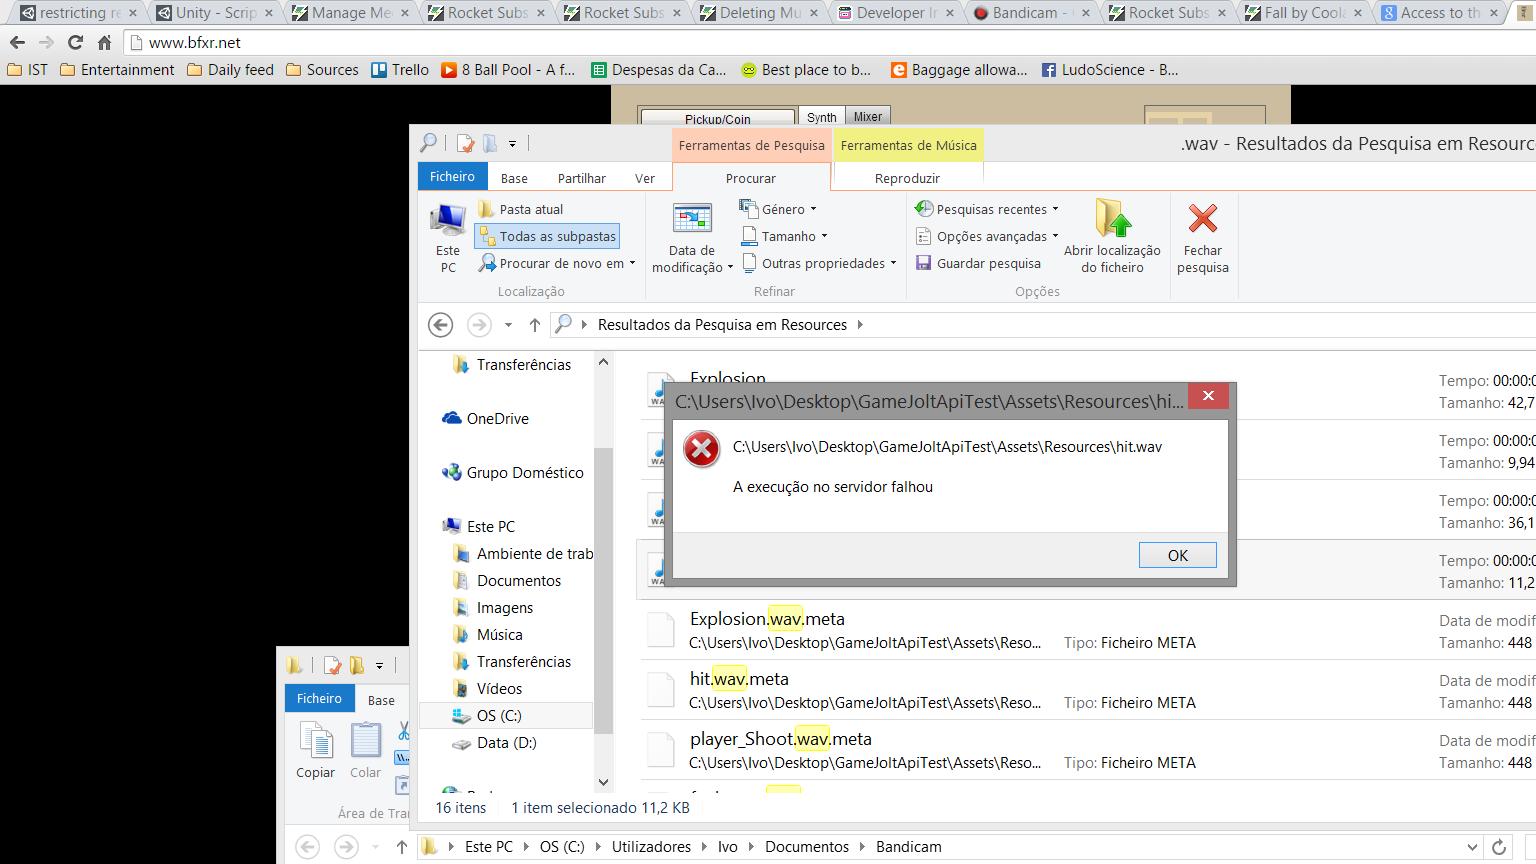 restricting re
Unity - Scrip
Manage Me
Rocket Subs
Rocket Subs
Deleting Mu
Developer In
Bandicam -
Rocket Subs
Fall by Coola
Access to th
www.bfxr.net
IST
Entertainment
Daily feed
Sources
Trello
8 Ball Pool - A f...
Despesas da Ca...
Best place to b...
Baggage allowa...
LudoScience - B...
Pickup/Coin
Synth
Mixer
Ferramentas de Pesquisa
Ferramentas de Música
.wav - Resultados da Pesquisa em Resourc
Ficheiro
Base
Partilhar
Ver
Procurar
Reproduzir
Este PC
Pasta atual
Todas as subpastas
Procurar de novo em
Localização
Data de modificação
Género
Tamanho
Outras propriedades
Refinar
Pesquisas recentes
Opções avançadas
Guardar pesquisa
Abrir localização do ficheiro
Opções
Fechar pesquisa
Resultados da Pesquisa em Resources
Transferências
OneDrive
Grupo Doméstico
Este PC
Ambiente de trab
Documentos
Imagens
Música
Transferências
Vídeos
OS (C:)
Data (D:)
Explosion
Tempo: 00:00:0
Tamanho: 42,7
Tempo: 00:00:0
Tamanho: 9,94
Tempo: 00:00:0
Tamanho: 36,1
Tempo: 00:00:0
Tamanho: 11,2
C:\Users\Ivo\Desktop\GameJoltApiTest\Assets\Resources\hi...
C:\Users\Ivo\Desktop\GameJoltApiTest\Assets\Resources\hit.wav
A execução no servidor falhou
OK
Explosion.wav.meta
C:\Users\Ivo\Desktop\GameJoltApiTest\Assets\Reso...
Tipo: Ficheiro META
Data de modif
Tamanho: 448
hit.wav.meta
C:\Users\Ivo\Desktop\GameJoltApiTest\Assets\Reso...
Tipo: Ficheiro META
Data de modif
Tamanho: 448
player_Shoot.wav.meta
C:\Users\Ivo\Desktop\GameJoltApiTest\Assets\Reso...
Tipo: Ficheiro META
Data de modif
Tamanho: 448
16 itens
1 item selecionado 11,2 KB
Ficheiro
Base
Copiar
Colar
Área de Tra
Este PC
OS (C:)
Utilizadores
Ivo
Documentos
Bandicam